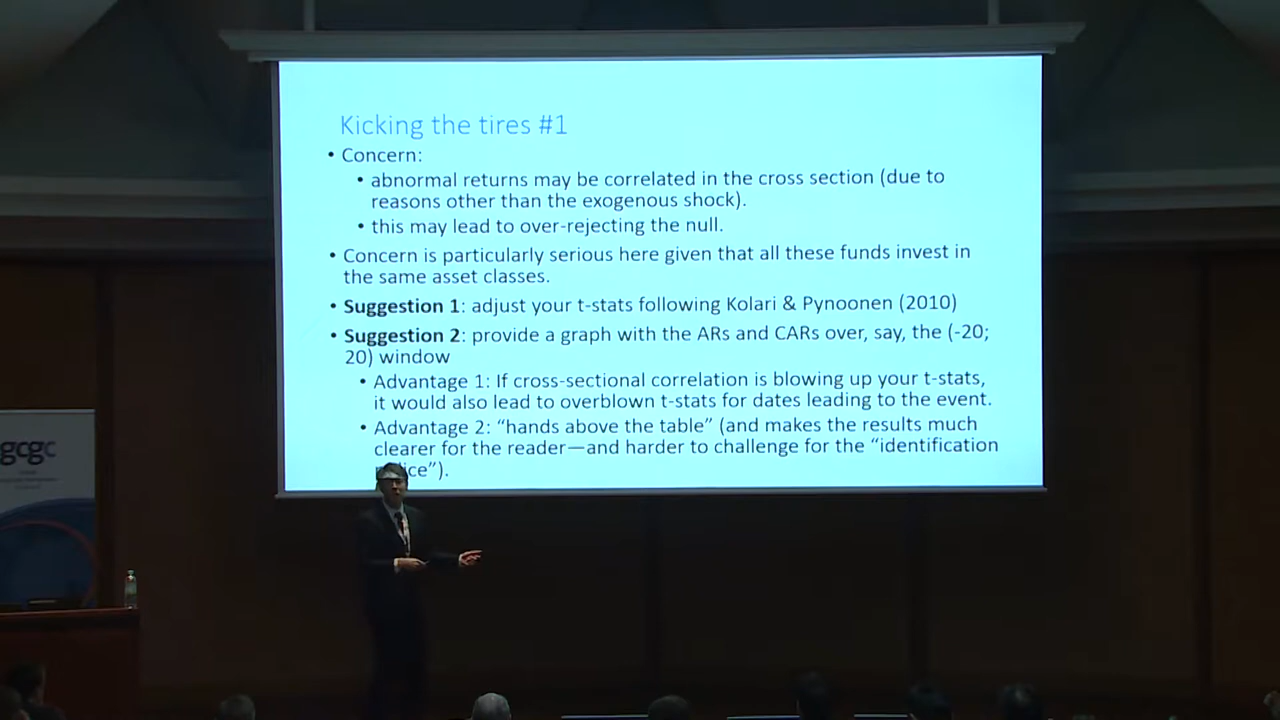 Kicking the tires #1
• Concern:
• abnormal returns may be correlated in the cross section (due to
reasons other than the exogenous shock).
• this may lead to over-rejecting the null.
• Concern is particularly serious here given that all these funds invest in
the same asset classes.
• Suggestion 1: adjust your t-stats following Kolari & Pynoonen (2010)
• Suggestion 2: provide a graph with the ARs and CARs over, say, the (-20;
20) window
• Advantage 1: If cross-sectional correlation is blowing up your t-stats,
it would also lead to overblown t-stats for dates leading to the event.
• Advantage 2: “hands above the table” (and makes the results much
clearer for the reader—and harder to challenge for the “identification
police”).
gcgc